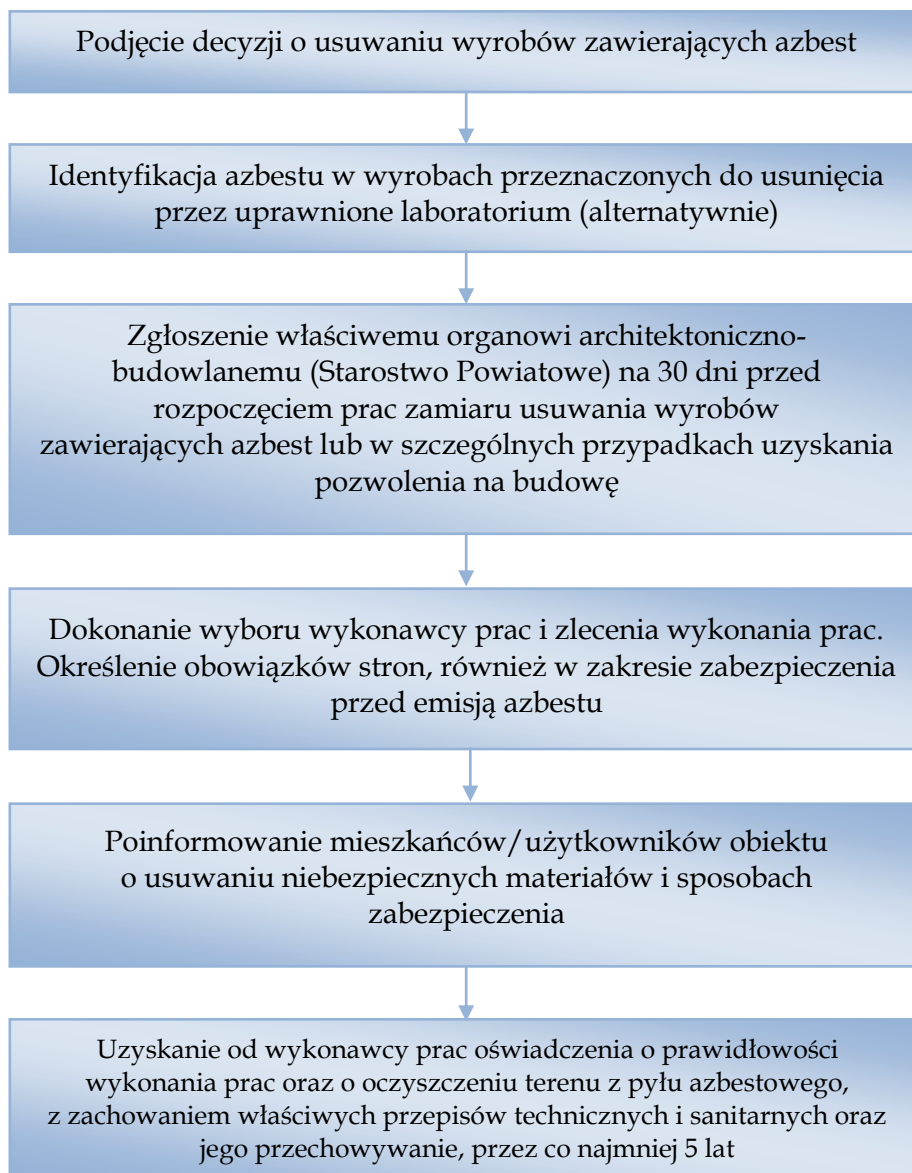 Podjęcie decyzji o usuwaniu wyrobów zawierających azbest
Identyfikacja azbestu w wyrobach przeznaczonych do usunięcia
przez uprawnione laboratorium (alternatywnie)
Zgłoszenie właściwemu organowi architektoniczno-
budowlanemu (Starostwo Powiatowe) na 30 dni przed
rozpoczęciem prac zamiaru usuwania wyrobów
zawierających azbest lub w szczególnych przypadkach uzyskania
pozwolenia na budowę
Dokonanie wyboru wykonawcy prac i zlecenia wykonania prac.
Określenie obowiązków stron, również w zakresie zabezpieczenia
przed emisją azbestu
Poinformowanie mieszkańców/użytkowników obiektu
o usuwaniu niebezpiecznych materiałów i sposobach
zabezpieczenia
Uzyskanie od wykonawcy prac oświadczenia o prawidłowości
wykonania prac oraz o oczyszczeniu terenu z pyłu azbestowego,
z zachowaniem właściwych przepisów technicznych i sanitarnych oraz
jego przechowywanie, przez co najmniej 5 lat